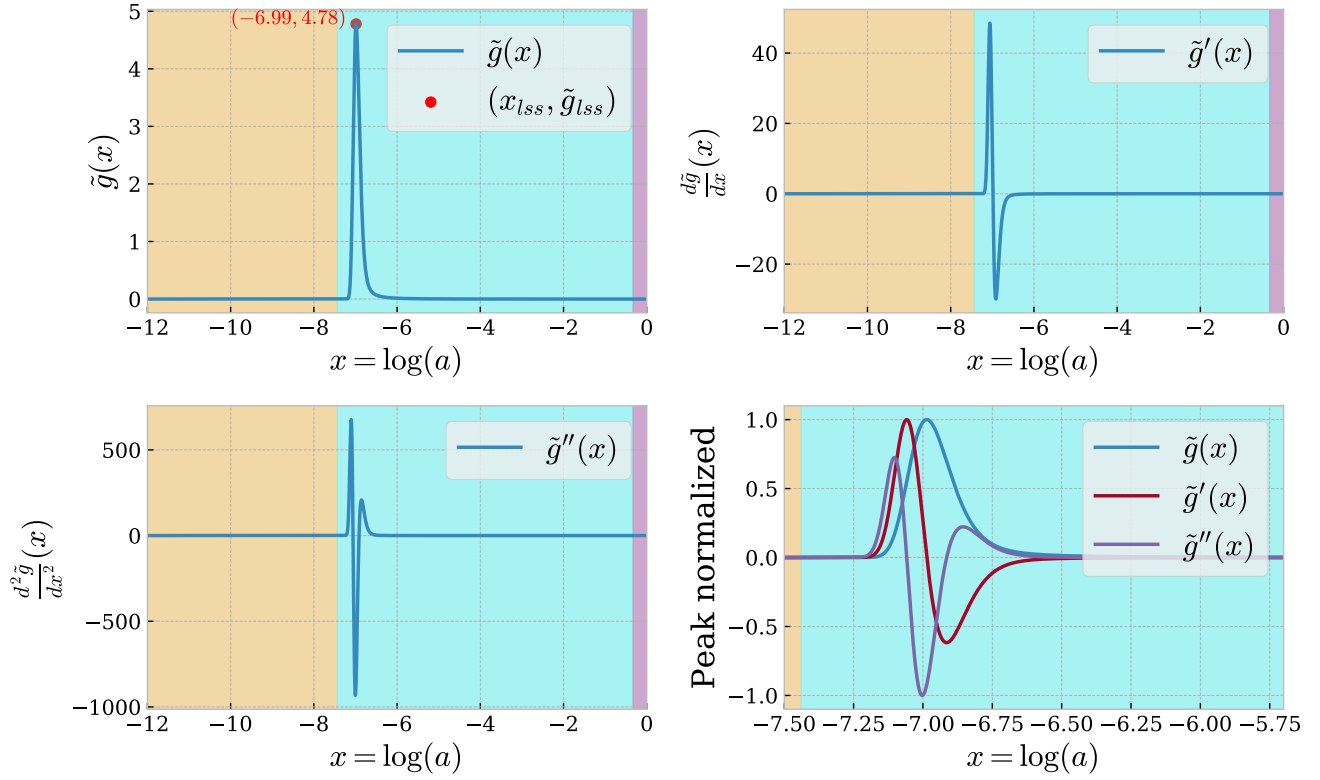 (−6.99, 4.78)
g̃(x)
(x_{lss}, g̃_{lss})
g̃(x)
5
4
3
2
1
0
−12 −10 −8 −6 −4 −2 0
x = log(a)
g̃′(x)
dg̃/dx (x)
40
20
0
−20
−12 −10 −8 −6 −4 −2 0
x = log(a)
g̃′′(x)
d²g̃/dx² (x)
500
0
−500
−1000
−12 −10 −8 −6 −4 −2 0
x = log(a)
g̃(x)
g̃′(x)
g̃′′(x)
Peak normalized
1.0
0.5
0.0
−0.5
−1.0
−7.50 −7.25 −7.00 −6.75 −6.50 −6.25 −6.00 −5.75
x = log(a)